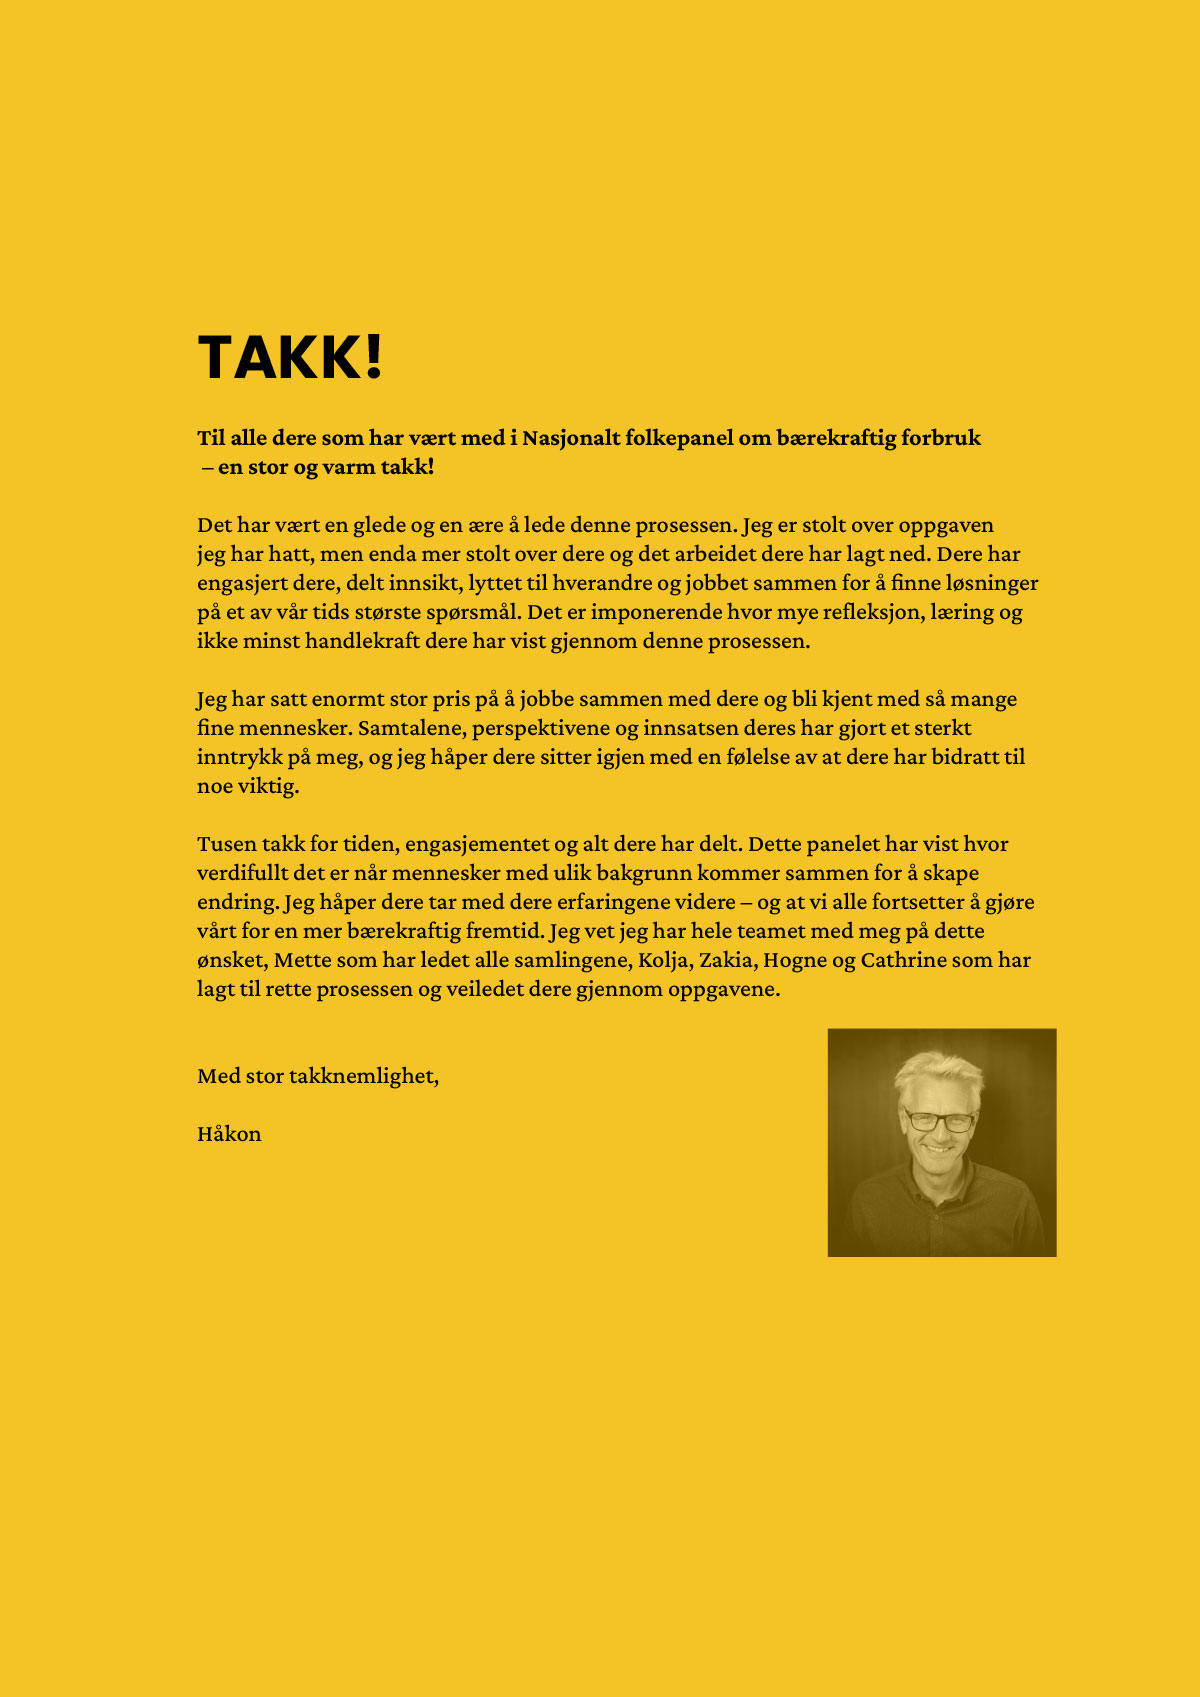 TAKK!
Til alle dere som har vært med i Nasjonalt folkepanel om bærekraftig forbruk
– en stor og varm takk!
Det har vært en glede og en ære å lede denne prosessen. Jeg er stolt over oppgaven
jeg har hatt, men enda mer stolt over dere og det arbeidet dere har lagt ned. Dere har
engasjert dere, delt innsikt, lyttet til hverandre og jobbet sammen for å finne løsninger
på et av vår tids største spørsmål. Det er imponerende hvor mye refleksjon, læring og
ikke minst handlekraft dere har vist gjennom denne prosessen.
Jeg har satt enormt stor pris på å jobbe sammen med dere og bli kjent med så mange
fine mennesker. Samtalene, perspektivene og innsatsen deres har gjort et sterkt
inntrykk på meg, og jeg håper dere sitter igjen med en følelse av at dere har bidratt til
noe viktig.
Tusen takk for tiden, engasjementet og alt dere har delt. Dette panelet har vist hvor
verdifullt det er når mennesker med ulik bakgrunn kommer sammen for å skape
endring. Jeg håper dere tar med dere erfaringene videre – og at vi alle fortsetter å gjøre
vårt for en mer bærekraftig fremtid. Jeg vet jeg har hele teamet med meg på dette
ønsket, Mette som har ledet alle samlingene, Kolja, Zakia, Hogne og Cathrine som har
lagt til rette prosessen og veiledet dere gjennom oppgavene.
Med stor takknemlighet,
Håkon